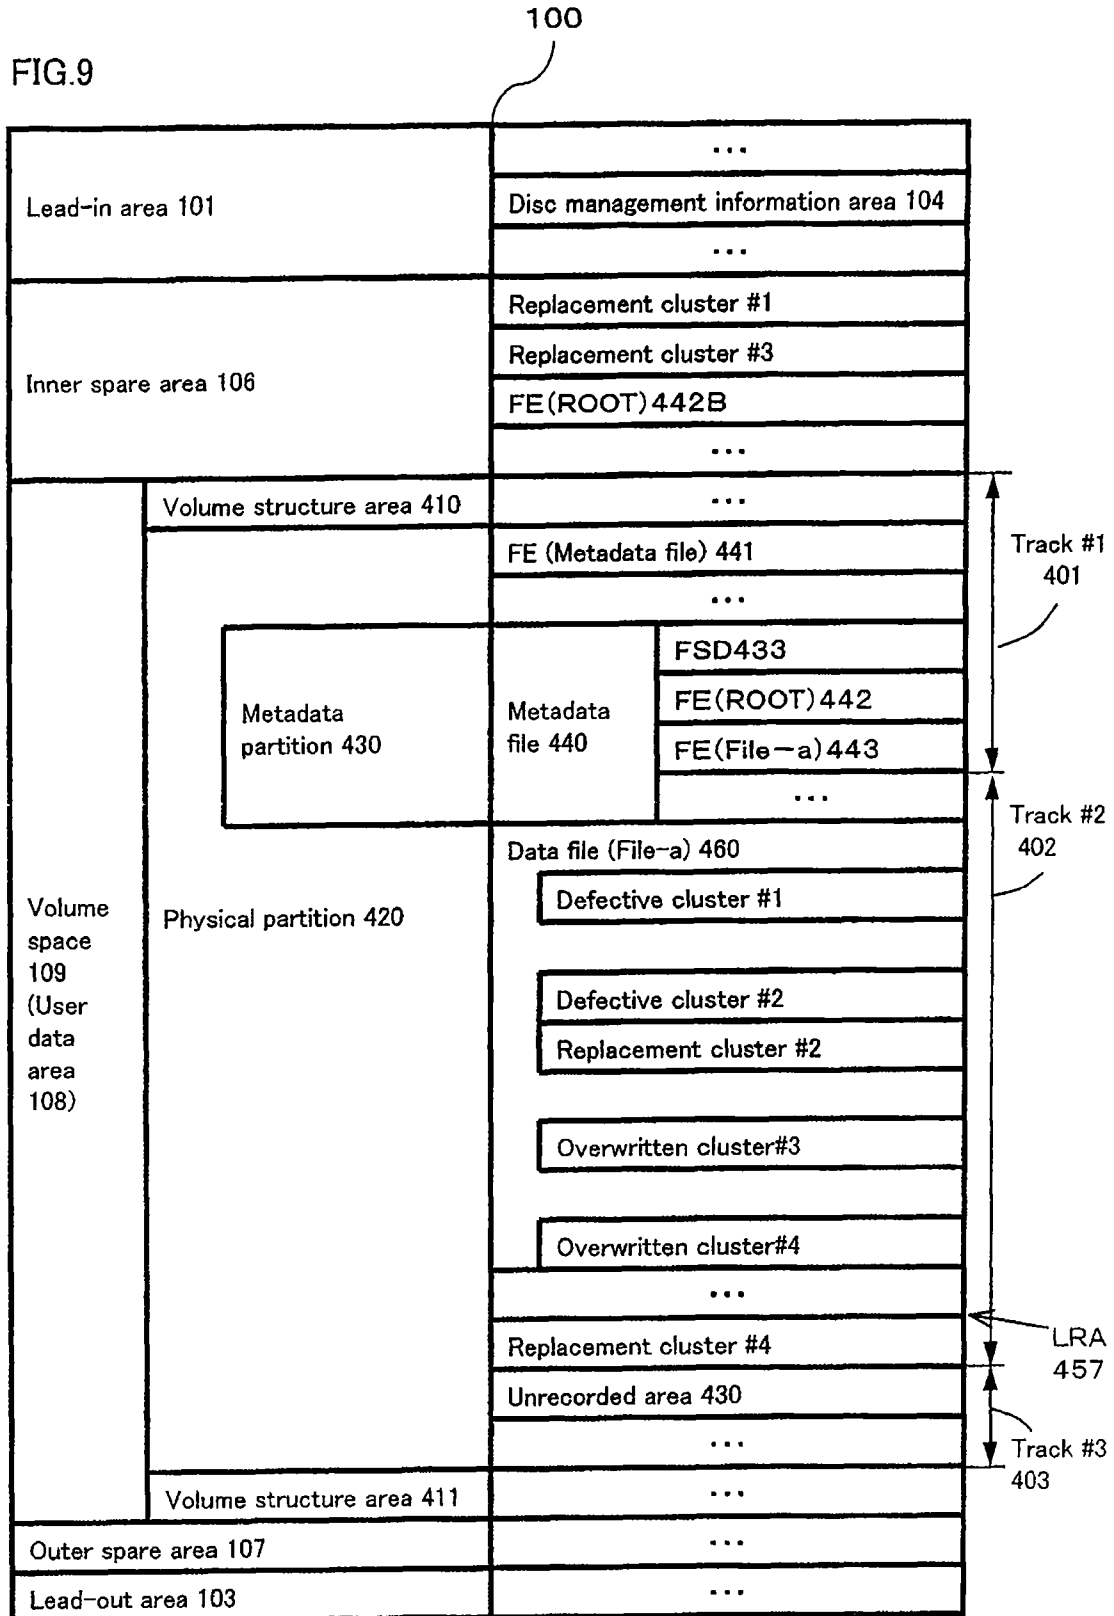 100
FIG.9
...
Lead-in area 101
Disc management information area 104
...
Replacement cluster #1
Replacement cluster #3
Inner spare area 106
FE(ROOT)442B
...
Volume structure area 410
...
FE (Metadata file) 441
Track #1
401
...
FSD433
FE(ROOT)442
FE(File-a)443
Metadata
partition 430
Metadata
file 440
...
Track #2
402
Data file (File-a) 460
Defective cluster #1
Volume
space
109
(User
data
area
108)
Physical partition 420
Defective cluster #2
Replacement cluster #2
Overwritten cluster#3
Overwritten cluster#4
...
LRA
457
Replacement cluster #4
Unrecorded area 430
...
Track #3
403
Volume structure area 411
...
Outer spare area 107
...
Lead-out area 103
...